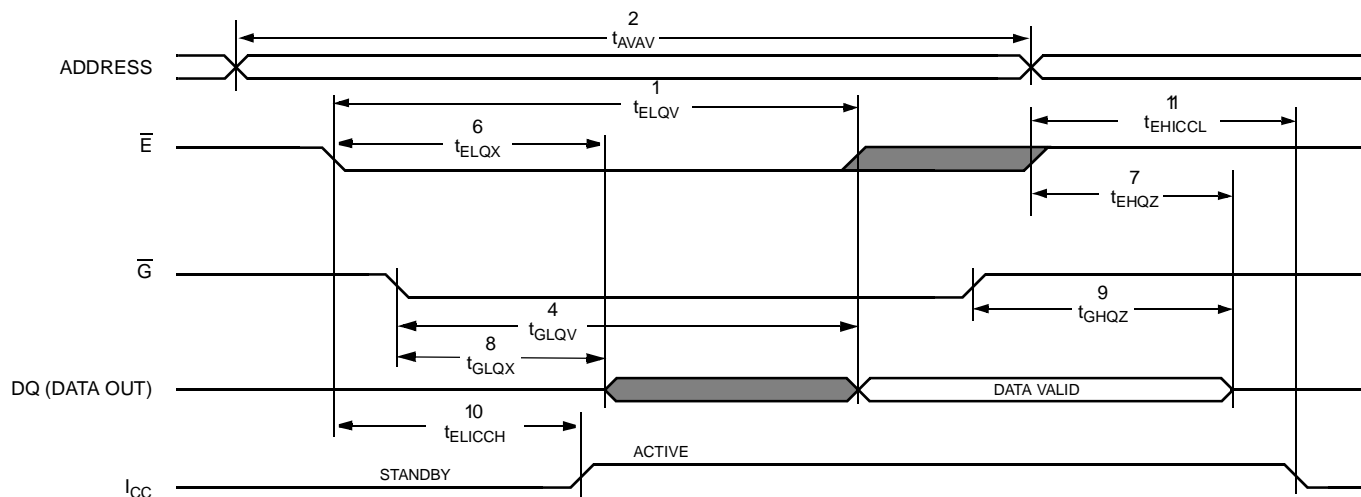 2
tAVAV
ADDRESS
1
tELQV
11
tEHICCL
6
tELQX
E̅
7
tEHQZ
G̅
9
tGHQZ
4
tGLQV
8
tGLQX
DQ (DATA OUT)
DATA VALID
10
tELICCH
ACTIVE
STANDBY
ICC